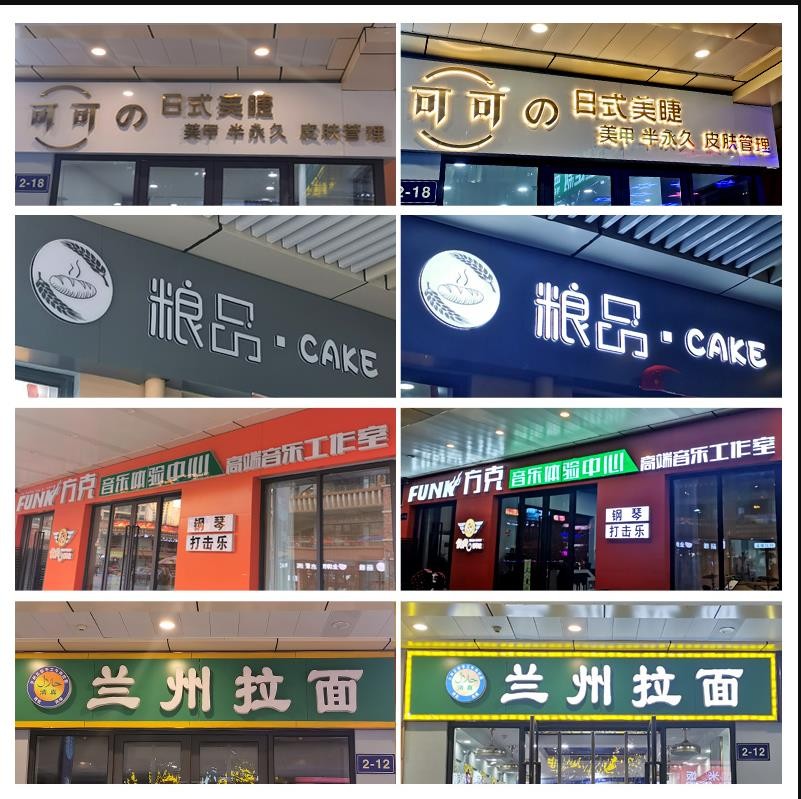 可可の
日式美睫
美甲 半永久 皮肤管理
2-18
可可の
日式美睫
美甲 半永久 皮肤管理
2-18
粮品·CAKE
粮品·CAKE
FUNK方克 音乐体验中心 高端音乐工作室
钢琴
打击乐
FUNK方克 音乐体验中心 高端音乐工作室
钢琴
打击乐
兰州拉面
清真
2-12
兰州拉面
清真
2-12